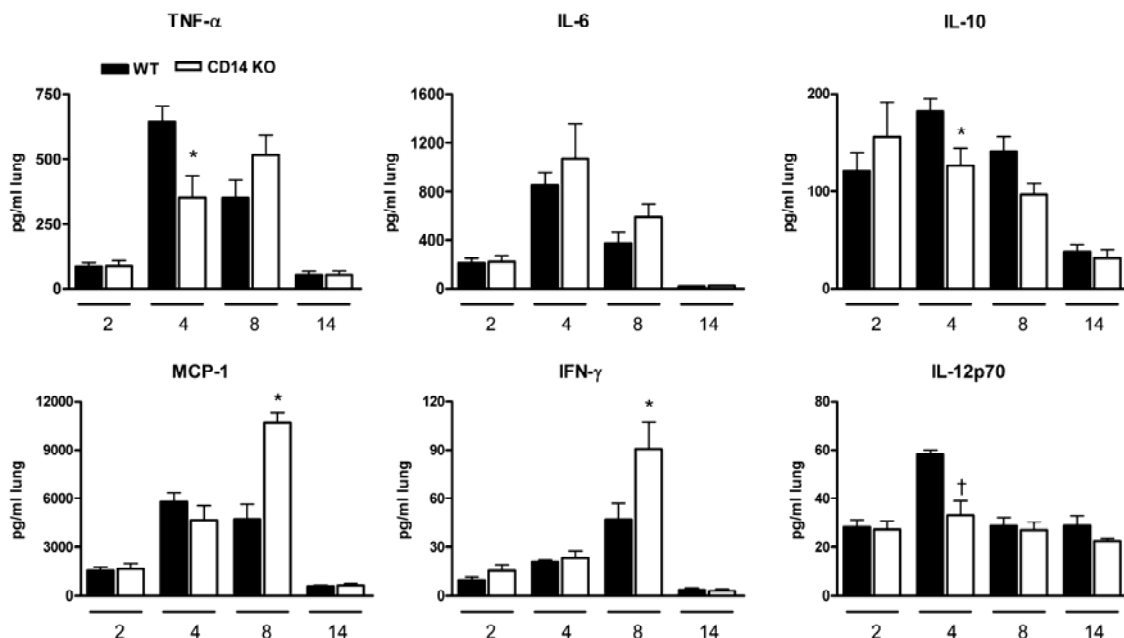 TNF-α
WT CD14 KO
pg/ml lung
750
500
250
0
*
2 4 8 14
IL-6
pg/ml lung
1600
1200
800
400
0
2 4 8 14
IL-10
pg/ml lung
200
100
0
*
2 4 8 14
MCP-1
pg/ml lung
12000
9000
6000
3000
0
*
2 4 8 14
IFN-γ
pg/ml lung
120
90
60
30
0
*
2 4 8 14
IL-12p70
pg/ml lung
80
60
40
20
0
†
2 4 8 14